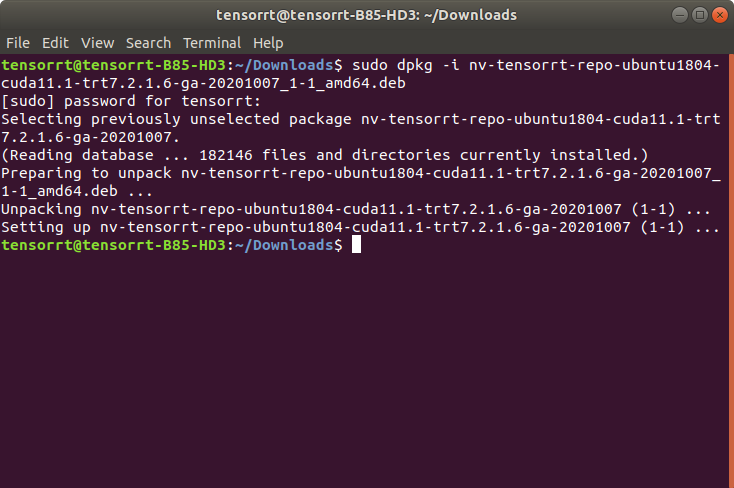 tensorrt@tensorrt-B85-HD3: ~/Downloads
File Edit View Search Terminal Help
tensorrt@tensorrt-B85-HD3:~/Downloads$ sudo dpkg -i nv-tensorrt-repo-ubuntu1804-
cuda11.1-trt7.2.1.6-ga-20201007_1-1_amd64.deb
[sudo] password for tensorrt:
Selecting previously unselected package nv-tensorrt-repo-ubuntu1804-cuda11.1-trt
7.2.1.6-ga-20201007.
(Reading database ... 182146 files and directories currently installed.)
Preparing to unpack nv-tensorrt-repo-ubuntu1804-cuda11.1-trt7.2.1.6-ga-20201007_
1-1_amd64.deb ...
Unpacking nv-tensorrt-repo-ubuntu1804-cuda11.1-trt7.2.1.6-ga-20201007 (1-1) ...
Setting up nv-tensorrt-repo-ubuntu1804-cuda11.1-trt7.2.1.6-ga-20201007 (1-1) ...
tensorrt@tensorrt-B85-HD3:~/Downloads$